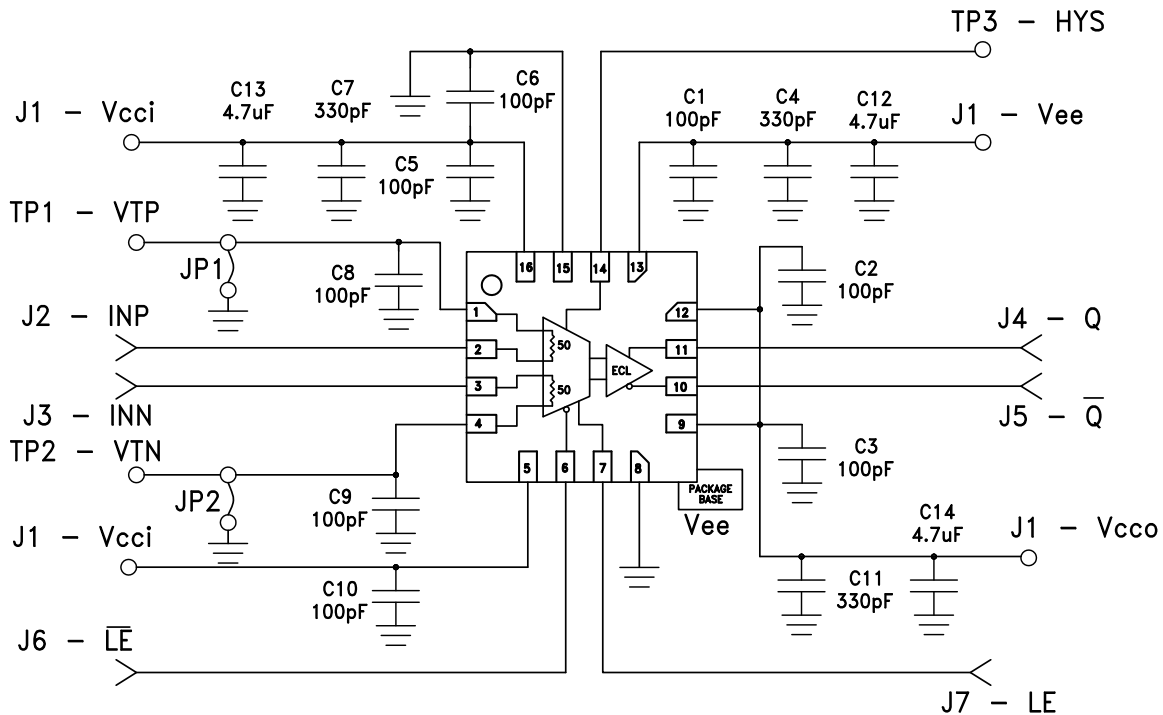 TP3 - HYS
C6
100pF
C13
4.7uF
C7
330pF
C1
100pF
C4
330pF
C12
4.7uF
J1 - Vcci
J1 - Vee
C5
100pF
TP1 - VTP
JP1
C8
100pF
16
15
14
13
C2
100pF
J2 - INP
1
12
J4 - Q
2
50
11
ECL
3
50
10
J3 - INN
J5 - Q̅
4
9
TP2 - VTN
C3
100pF
5
6
7
8
JP2
C9
100pF
PACKAGE
BASE
Vee
C14
4.7uF
J1 - Vcci
J1 - Vcco
C10
100pF
C11
330pF
J6 - L̅E̅
J7 - LE